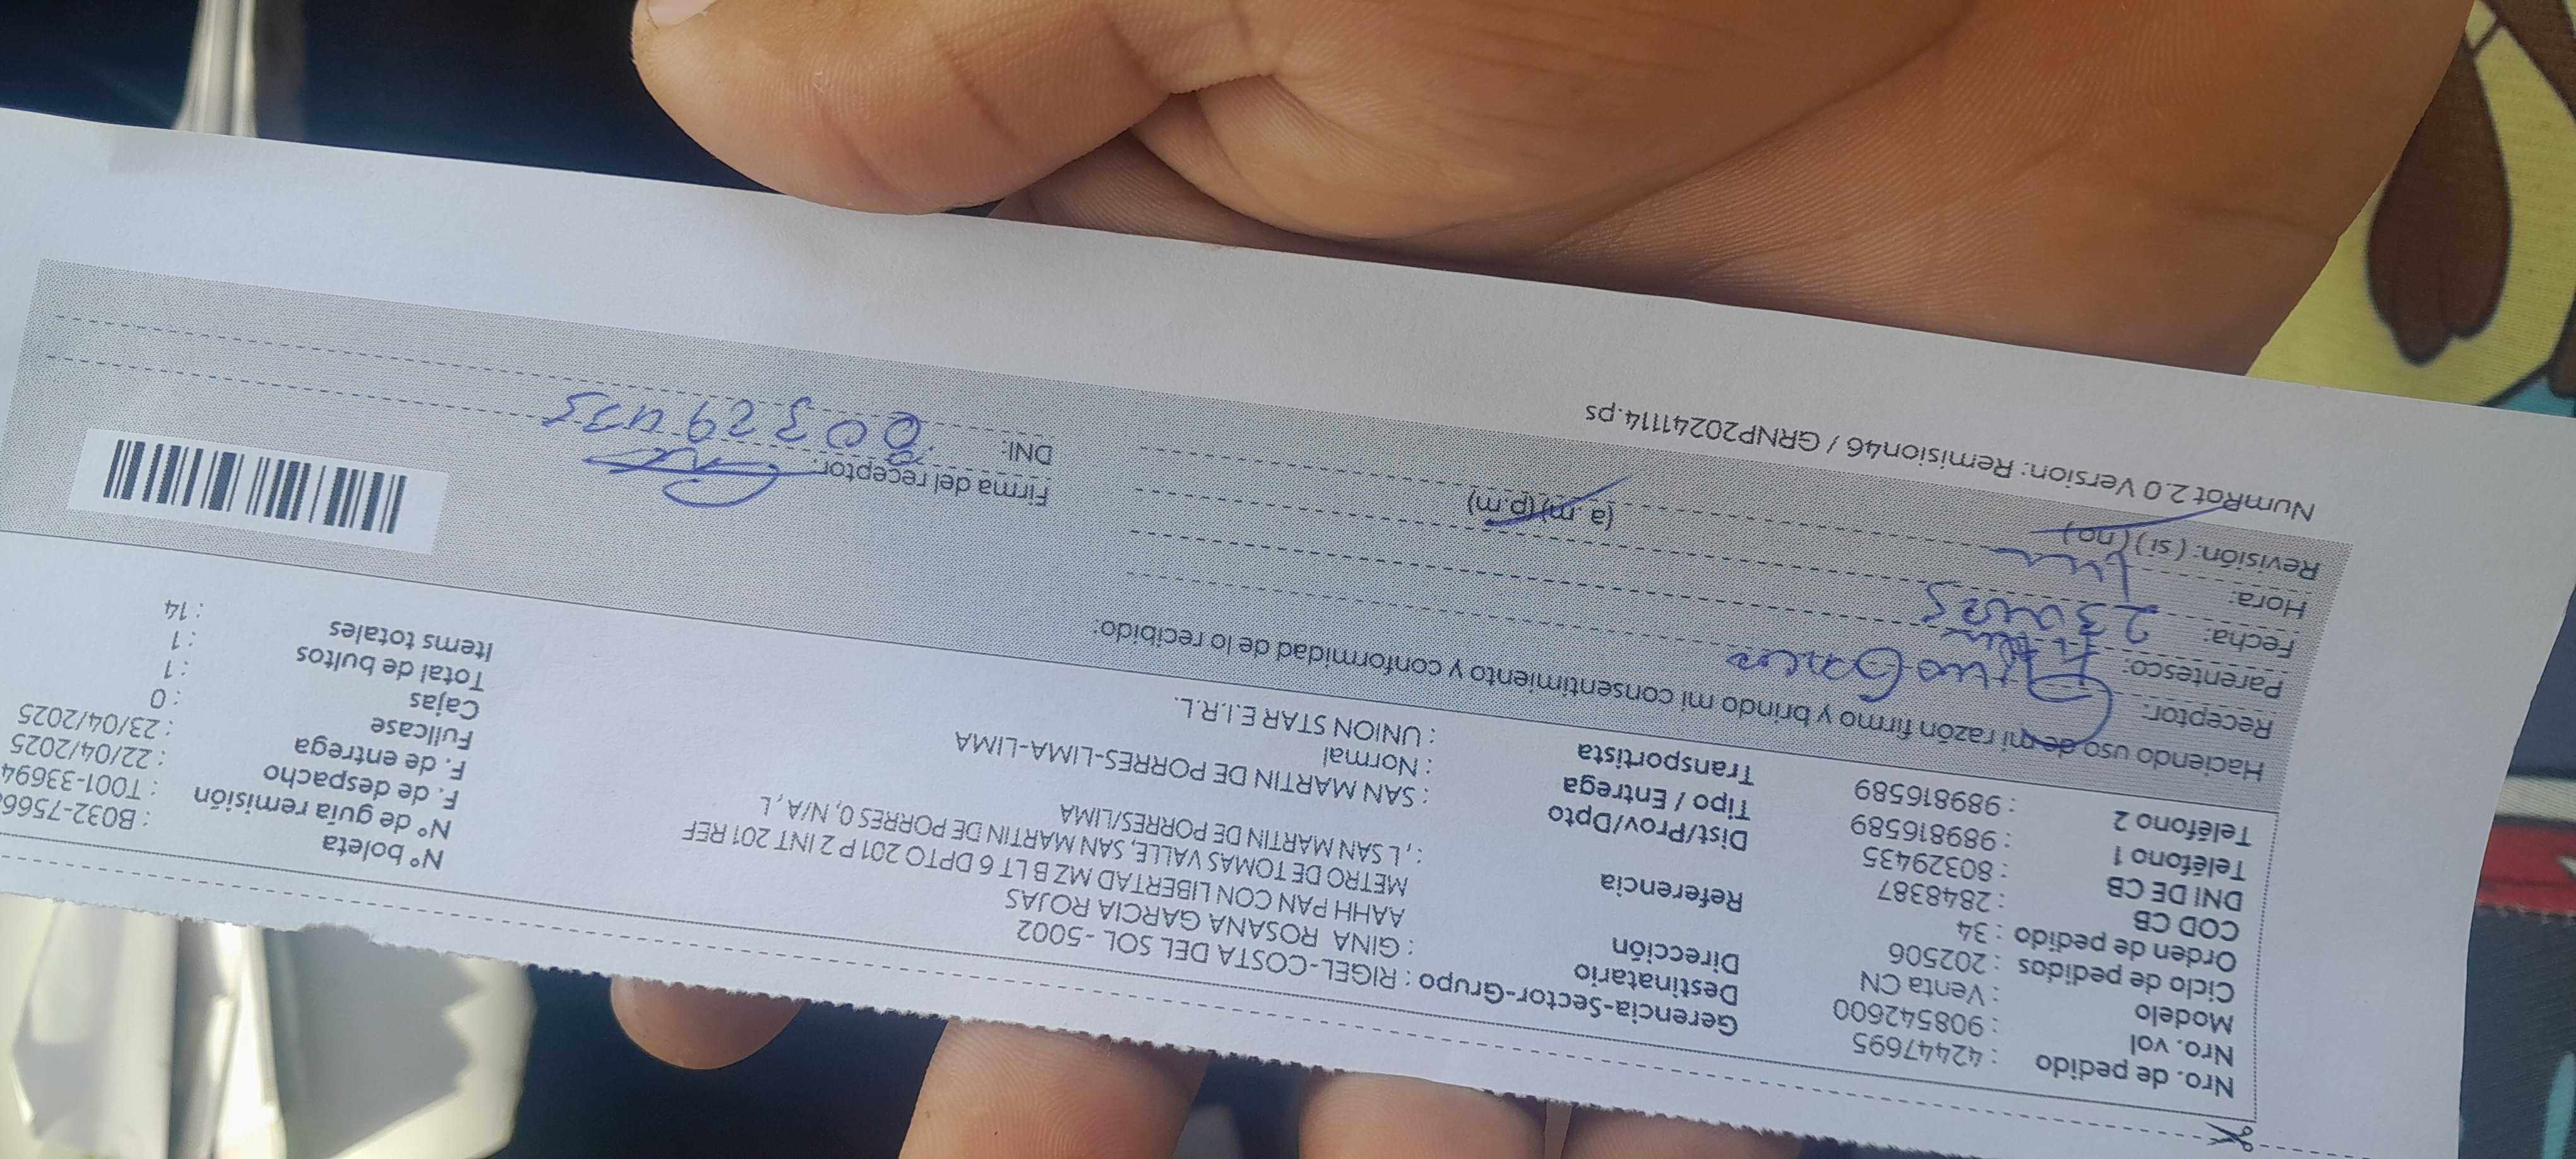 Nro. de pedido : 42447695
Nro. vol : 908542600
Modelo : Venta CN
Ciclo de pedidos : 202506
Orden de pedido : 34
COD CB : 2848387
DNI DE CB : 80329435
Teléfono 1 : 989816589
Teléfono 2 : 989816589
Gerencia-Sector-Grupo : RIGEL-COSTA DEL SOL -5002
Destinatario : GINA ROSANA GARCIA ROJAS
Dirección AAHH PAN CON LIBERTAD MZ B LT 6 DPTO 201 P 2 INT 201 REF
METRO DE TOMAS VALLE, SAN MARTIN DE PORRES 0, N/A, L
Referencia : , L SAN MARTIN DE PORRES/LIMA
Dist/Prov/Dpto : SAN MARTIN DE PORRES-LIMA-LIMA
Tipo / Entrega : Normal
Transportista : UNION STAR E.I.R.L.
N° boleta : B032-7566
N° de guía remisión : T001-33694
F. de despacho : 22/04/2025
F. de entrega : 23/04/2025
Fullcase : 0
Cajas : 1
Total de bultos : 1
Items totales : 14
Haciendo uso de mi razón firmo y brindo mi consentimiento y conformidad de lo recibido:
Receptor:
Parentesco:
Fecha:
Hora: (a.m) (p.m)
Revisión: (si) (no)
Firma del receptor:
DNI: 80329435
NumRot 2.0 Version: Remision46 / GRNP20241114.ps